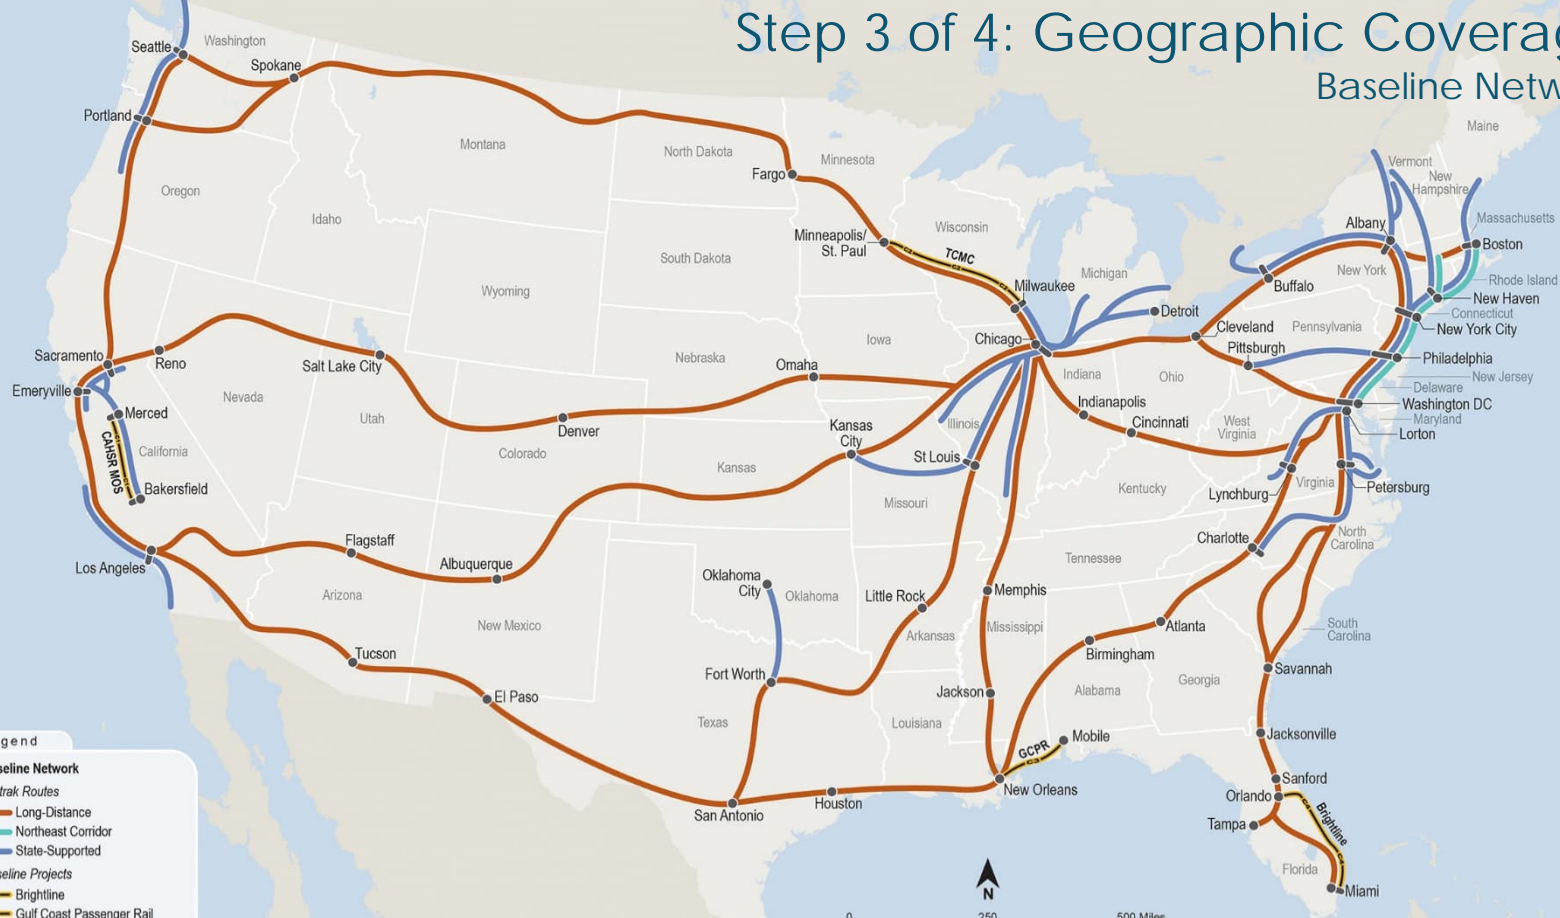 Step 3 of 4: Geographic Coverag
Baseline Netw
Seattle
Washington
Spokane
Portland
Maine
Montana
North Dakota
Minnesota
Vermont
New
Hampshire
Fargo
Oregon
Idaho
Massachusetts
Albany
Boston
Wisconsin
Minneapolis/
St. Paul
TCMC
South Dakota
Michigan
New York
Rhode Island
Buffalo
Milwaukee
Wyoming
New Haven
Connecticut
Detroit
New York City
Cleveland
Pennsylvania
Chicago
Iowa
Pittsburgh
Philadelphia
Sacramento
Reno
Salt Lake City
Nebraska
Omaha
Indiana
Ohio
New Jersey
Delaware
Emeryville
Nevada
Indianapolis
Washington DC
Merced
Utah
Denver
Kansas
City
Illinois
Cincinnati
West
Virginia
Maryland
Lorton
CAHSR MOS
California
Colorado
Kansas
St Louis
Bakersfield
Missouri
Kentucky
Lynchburg
Virginia
Petersburg
Los Angeles
Flagstaff
Albuquerque
Charlotte
North
Carolina
Tennessee
Oklahoma
City
Oklahoma
Little Rock
Memphis
Arizona
New Mexico
Arkansas
Mississippi
Atlanta
South
Carolina
Birmingham
Tucson
Fort Worth
Savannah
El Paso
Jackson
Alabama
Georgia
Texas
Louisiana
Mobile
GCPR
Jacksonville
New Orleans
Sanford
Orlando
San Antonio
Houston
Tampa
Brightline
Florida
Miami
N
0 250 500 Miles
gend
seline Network
trak Routes
Long-Distance
Northeast Corridor
State-Supported
seline Projects
Brightline
Gulf Coast Passenger Rail